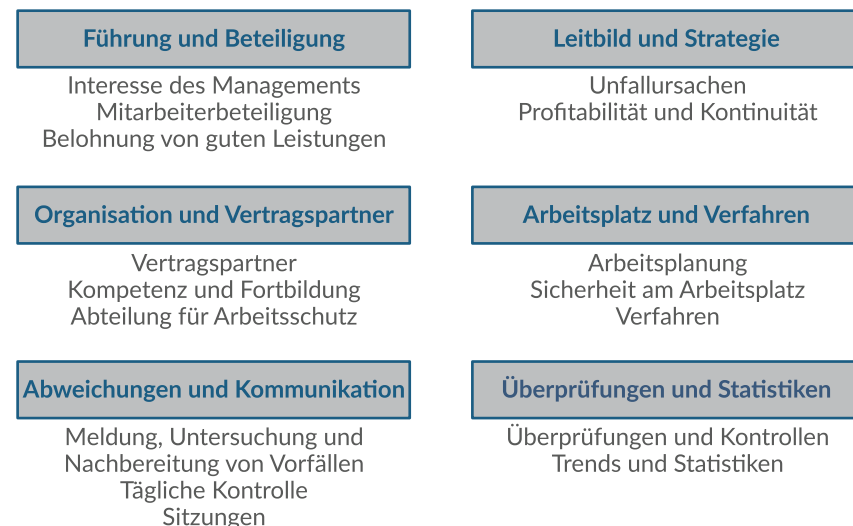 Führung und Beteiligung
Interesse des Managements
Mitarbeiterbeteiligung
Belohnung von guten Leistungen
Leitbild und Strategie
Unfallursachen
Profitabilität und Kontinuität
Organisation und Vertragspartner
Vertragspartner
Kompetenz und Fortbildung
Abteilung für Arbeitsschutz
Arbeitsplatz und Verfahren
Arbeitsplanung
Sicherheit am Arbeitsplatz
Verfahren
Abweichungen und Kommunikation
Meldung, Untersuchung und
Nachbereitung von Vorfällen
Tägliche Kontrolle
Sitzungen
Überprüfungen und Statistiken
Überprüfungen und Kontrollen
Trends und Statistiken